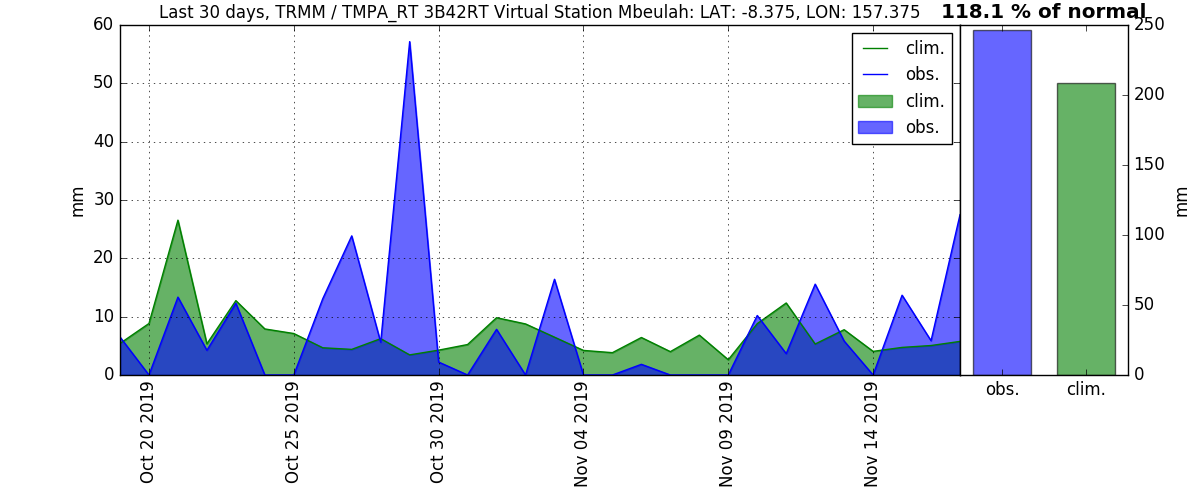 Last 30 days, TRMM / TMPA_RT 3B42RT Virtual Station Mbeulah: LAT: -8.375, LON: 157.375
118.1 % of normal
60
50
40
30
20
10
0
mm
clim.
obs.
clim.
obs.
250
200
150
100
50
0
mm
obs.
clim.
Oct 20 2019
Oct 25 2019
Oct 30 2019
Nov 04 2019
Nov 09 2019
Nov 14 2019